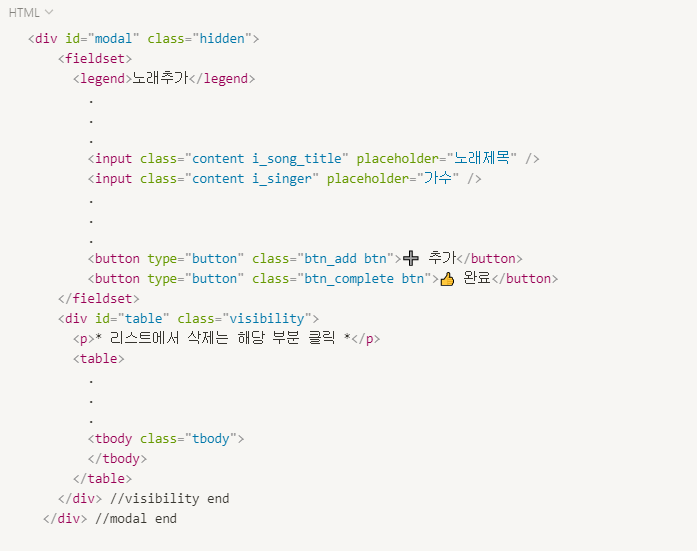 HTML
<div id="modal" class="hidden">
<fieldset>
<legend>노래추가</legend>
.
.
.
<input class="content i_song_title" placeholder="노래제목" />
<input class="content i_singer" placeholder="가수" />
.
.
.
<button type="button" class="btn_add btn">➕ 추가</button>
<button type="button" class="btn_complete btn">👍 완료</button>
</fieldset>
<div id="table" class="visibility">
<p>* 리스트에서 삭제는 해당 부분 클릭 *</p>
<table>
.
.
.
<tbody class="tbody">
</tbody>
</table>
</div> //visibility end
</div> //modal end